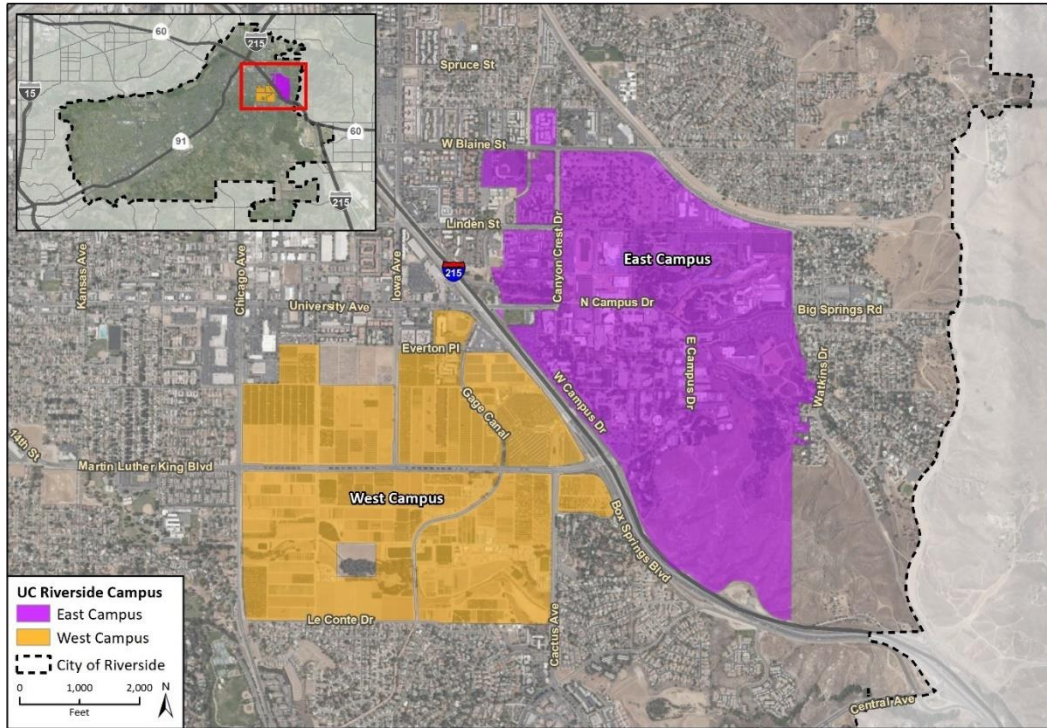 60
215
15
91
60
215
Spruce St
W Blaine St
Linden St
Canyon Crest Dr
East Campus
Kansas Ave
Chicago Ave
Iowa Ave
215
University Ave
N Campus Dr
Big Springs Rd
Everton Pl
E Campus Dr
Watkins Dr
W Campus Dr
Gage Canal
14th St
Martin Luther King Blvd
West Campus
Box Springs Blvd
Le Conte Dr
Cactus Ave
Central Ave
UC Riverside Campus
East Campus
West Campus
City of Riverside
0 1,000 2,000
Feet
N